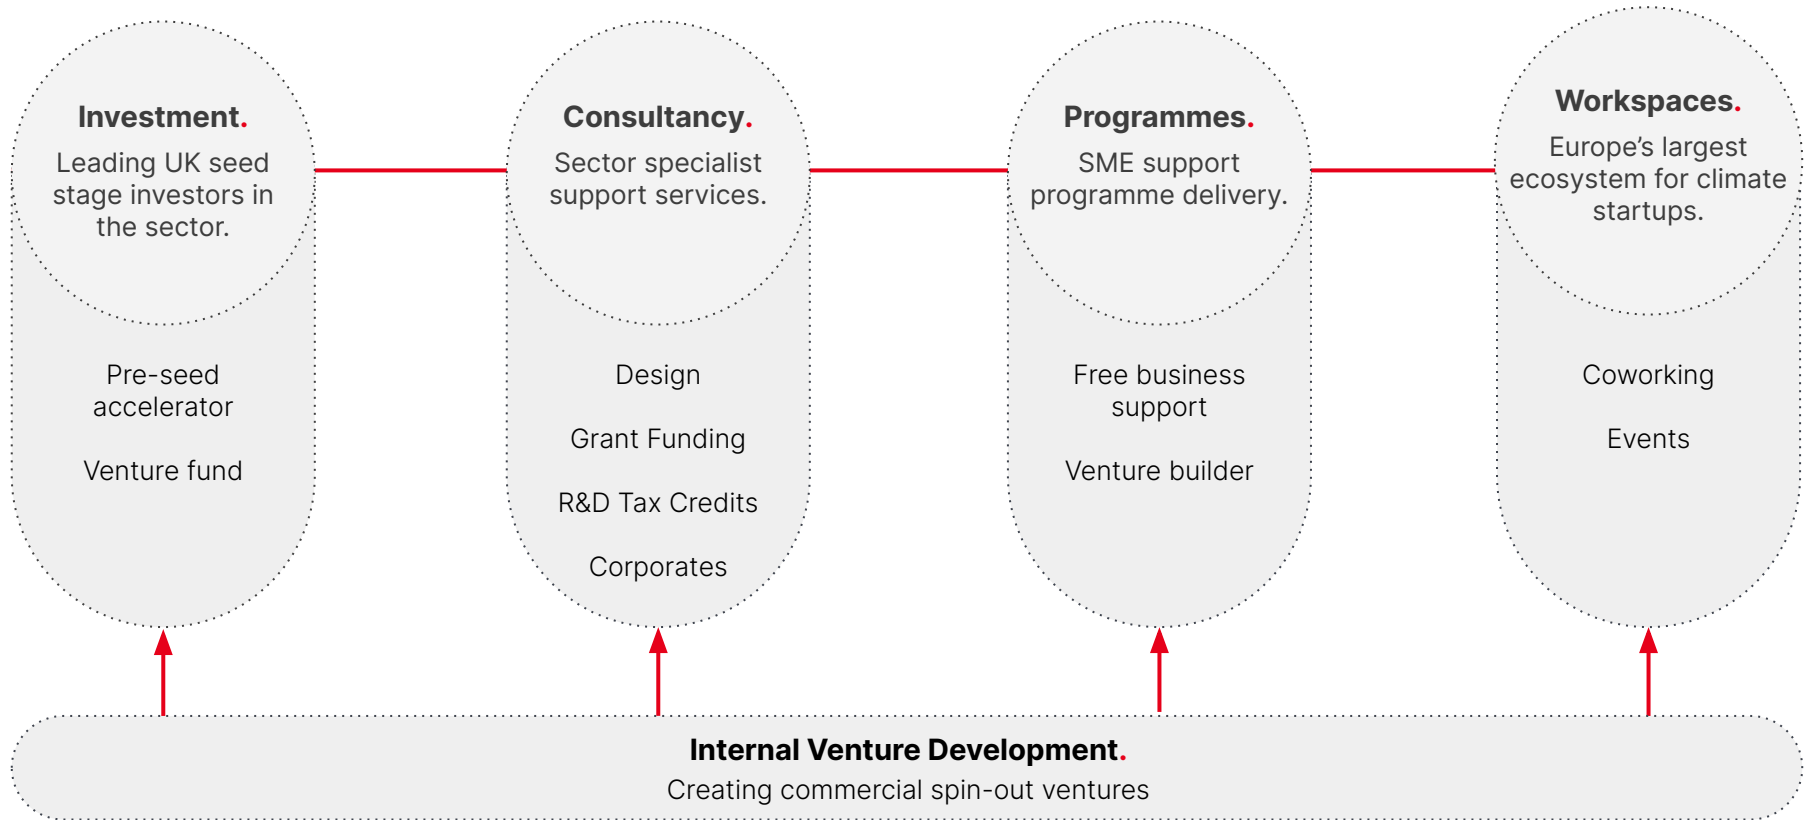 Investment.
Leading UK seed
stage investors in
the sector.
Pre-seed
accelerator
Venture fund
Consultancy.
Sector specialist
support services.
Design
Grant Funding
R&D Tax Credits
Corporates
Programmes.
SME support
programme delivery.
Free business
support
Venture builder
Workspaces.
Europe’s largest
ecosystem for climate
startups.
Coworking
Events
Internal Venture Development.
Creating commercial spin-out ventures